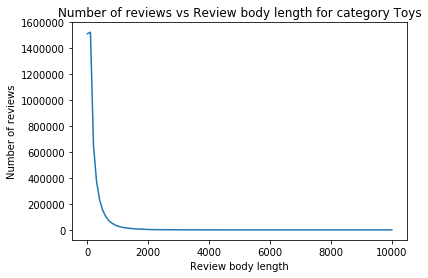 Number of reviews vs Review body length for category Toys
1600000
1400000
1200000
1000000
800000
600000
400000
200000
0
Number of reviews
0 2000 4000 6000 8000 10000
Review body length